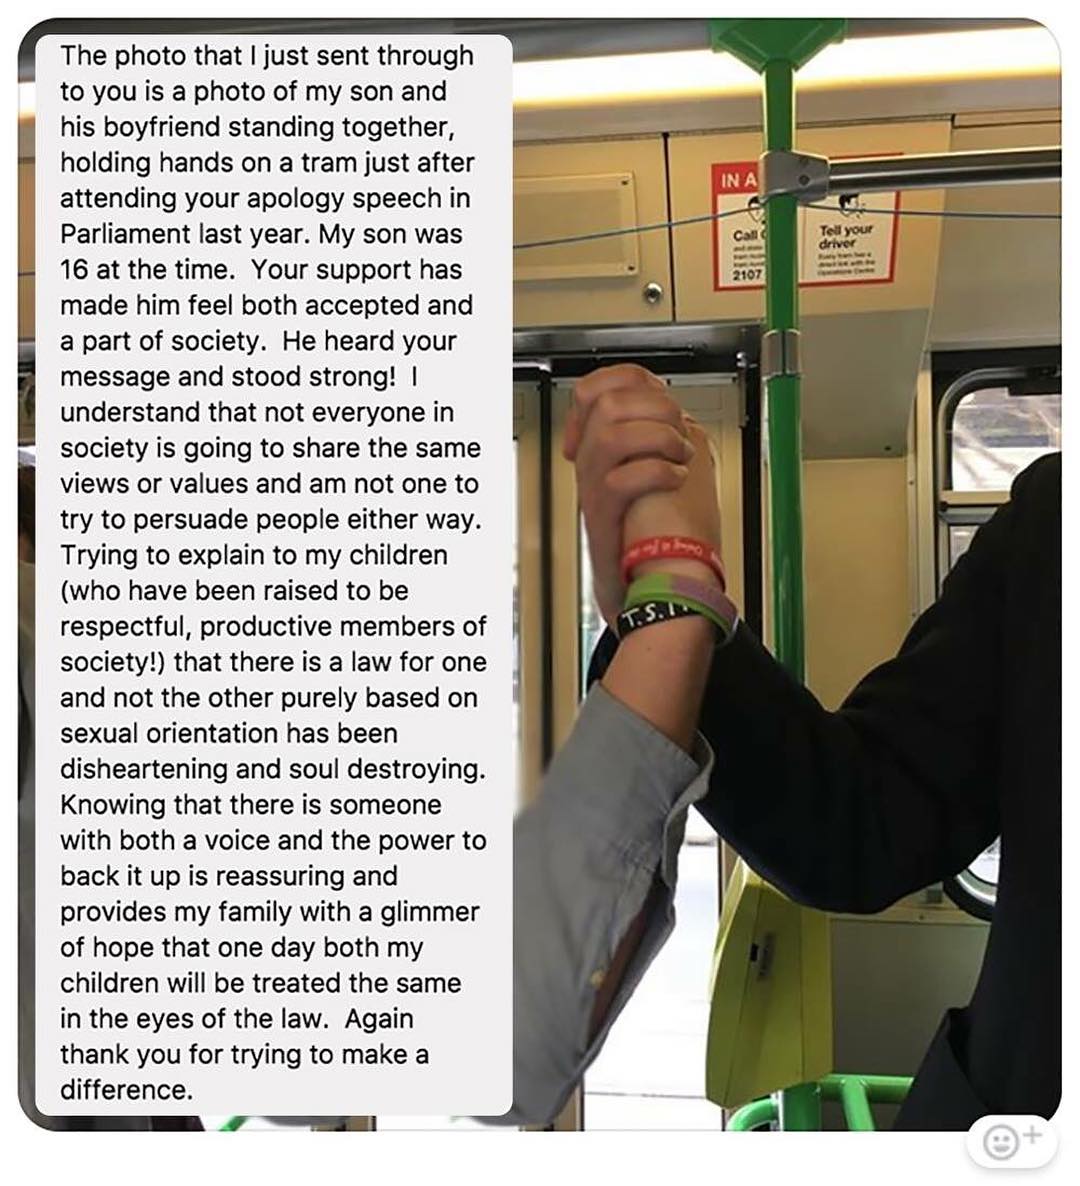 The photo that I just sent through
to you is a photo of my son and
his boyfriend standing together,
holding hands on a tram just after
attending your apology speech in
Parliament last year. My son was
16 at the time.  Your support has
made him feel both accepted and
a part of society.  He heard your
message and stood strong!  I
understand that not everyone in
society is going to share the same
views or values and am not one to
try to persuade people either way.
Trying to explain to my children
(who have been raised to be
respectful, productive members of
society!) that there is a law for one
and not the other purely based on
sexual orientation has been
disheartening and soul destroying.
Knowing that there is someone
with both a voice and the power to
back it up is reassuring and
provides my family with a glimmer
of hope that one day both my
children will be treated the same
in the eyes of the law.  Again
thank you for trying to make a
difference.
IN A
Call
2107
Tell your
driver
T.S.